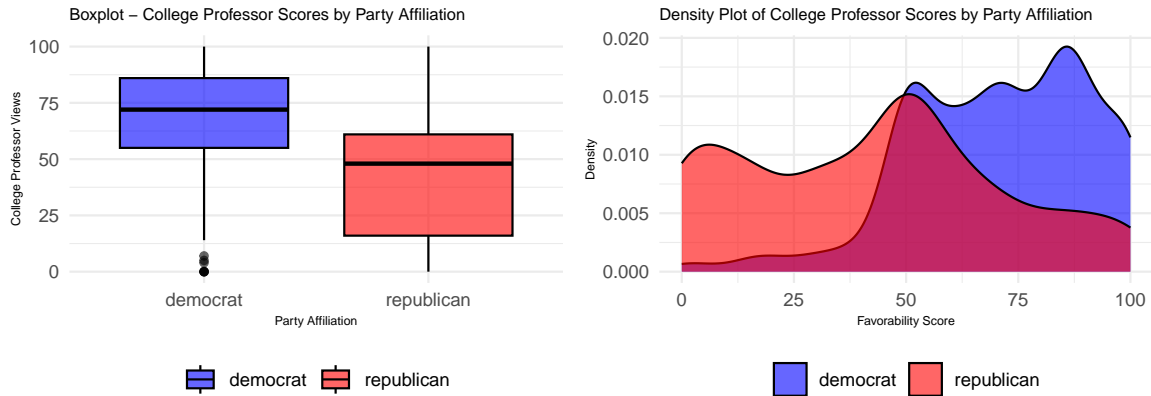 Boxplot − College Professor Scores by Party Affiliation
100
75
50
25
0
College Professor Views
democrat
republican
Party Affiliation
democrat
republican
Density Plot of College Professor Scores by Party Affiliation
0.020
0.015
0.010
0.005
0.000
Density
0
25
50
75
100
Favorability Score
democrat
republican